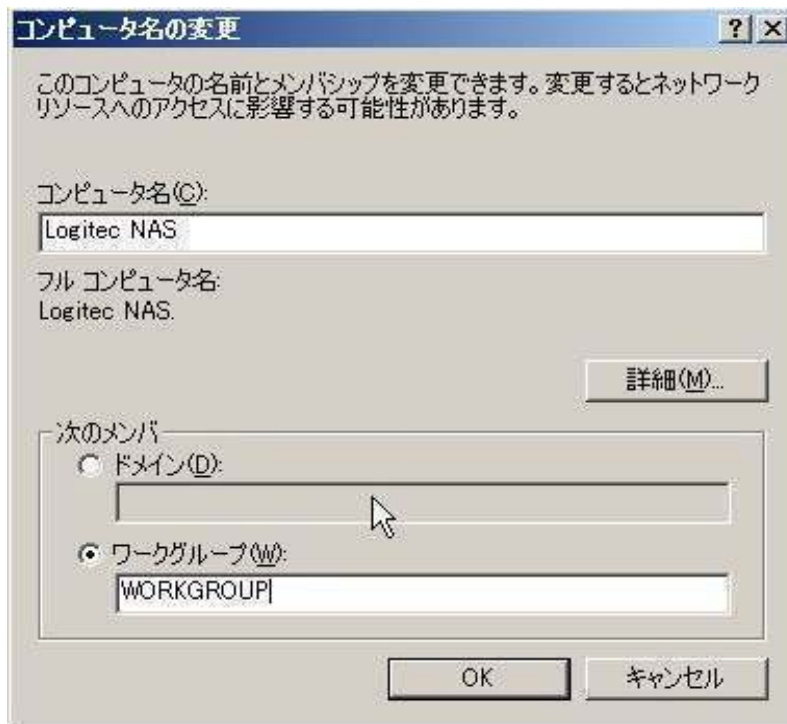 コンピュータ名の変更
このコンピュータの名前とメンバシップを変更できます。変更するとネットワーク
リソースへのアクセスに影響する可能性があります。
コンピュータ名(C):
Logitec NAS
フル コンピュータ名:
Logitec NAS.
詳細(M)...
次のメンバ
ドメイン(D):
ワークグループ(W):
WORKGROUP
OK キャンセル